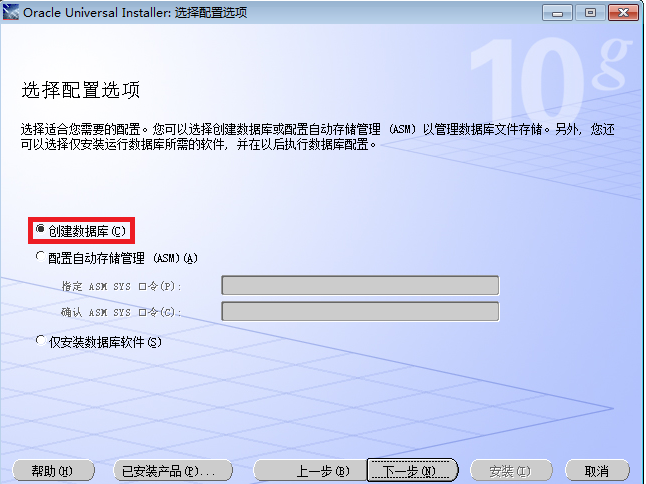 Oracle Universal Installer: 选择配置选项
10g
选择配置选项
选择适合您需要的配置。您可以选择创建数据库或配置自动存储管理 (ASM) 以管理数据库文件存储。另外, 您还
可以选择仅安装运行数据库所需的软件, 并在以后执行数据库配置。
创建数据库(C)
配置自动存储管理 (ASM)(A)
指定 ASM SYS 口令(P):
确认 ASM SYS 口令(C):
仅安装数据库软件(S)
帮助(H) 已安装产品(P)... 上一步(B) 下一步(N) 安装(I) 取消